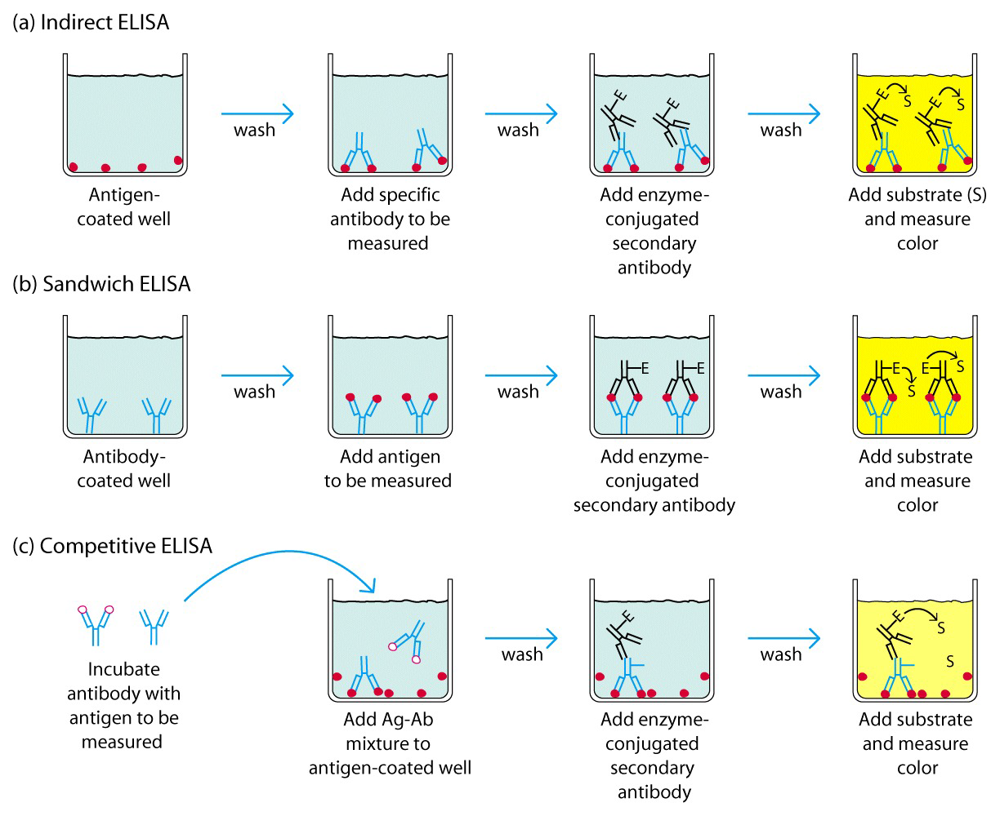 (a) Indirect ELISA
E
E
E S
E S
wash
wash
wash
Antigen-
coated well
Add specific
antibody to be
measured
Add enzyme-
conjugated
secondary
antibody
Add substrate (S)
and measure
color
(b) Sandwich ELISA
E
E
E S
E S
wash
wash
wash
Antibody-
coated well
Add antigen
to be measured
Add enzyme-
conjugated
secondary antibody
Add substrate
and measure
color
(c) Competitive ELISA
E
E S
S
wash
wash
Incubate
antibody with
antigen to be
measured
Add Ag-Ab
mixture to
antigen-coated well
Add enzyme-
conjugated
secondary
antibody
Add substrate
and measure
color